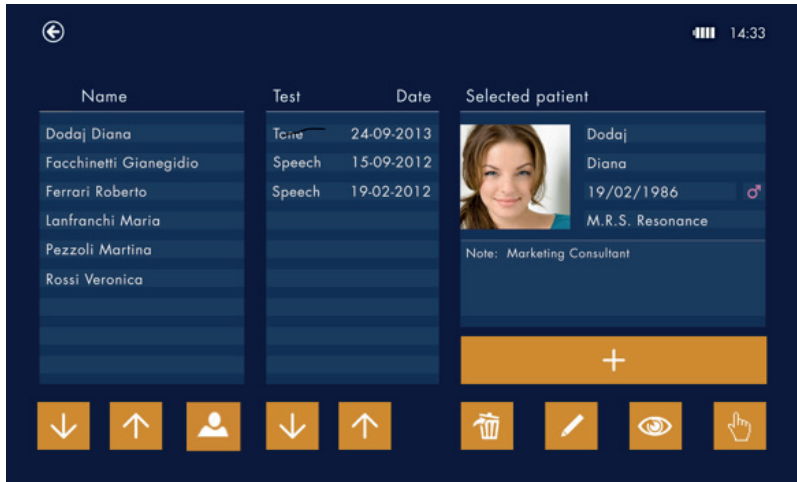 14:33
Name
Test Date
Selected patient
Dodaj Diana
Facchinetti Gianegidio
Ferrari Roberto
Lanfranchi Maria
Pezzoli Martina
Rossi Veronica
Tone 24-09-2013
Speech 15-09-2012
Speech 19-02-2012
Dodaj
Diana
19/02/1986
M.R.S. Resonance
Note: Marketing Consultant